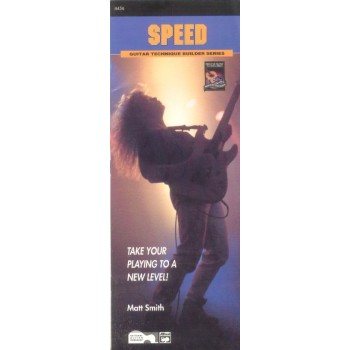 SPEED
GUITAR TECHNIQUE BUILDER SERIES
TAKE YOUR
PLAYING TO A
NEW LEVEL!
Matt Smith